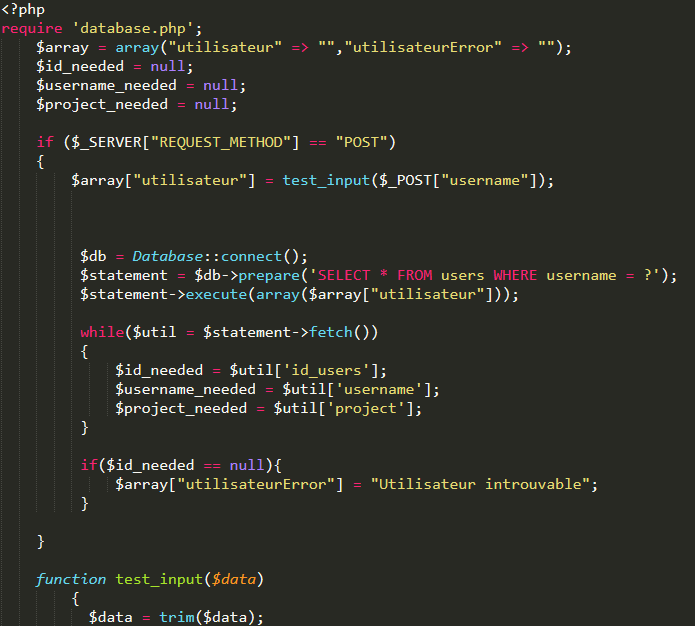 <?php
require 'database.php';
$array = array("utilisateur" => "","utilisateurError" => "");
$id_needed = null;
$username_needed = null;
$project_needed = null;
if ($_SERVER["REQUEST_METHOD"] == "POST")
{
$array["utilisateur"] = test_input($_POST["username"]);
$db = Database::connect();
$statement = $db->prepare('SELECT * FROM users WHERE username = ?');
$statement->execute(array($array["utilisateur"]));
while($util = $statement->fetch())
{
$id_needed = $util['id_users'];
$username_needed = $util['username'];
$project_needed = $util['project'];
}
if($id_needed == null){
$array["utilisateurError"] = "Utilisateur introuvable";
}
}
function test_input($data)
{
$data = trim($data);